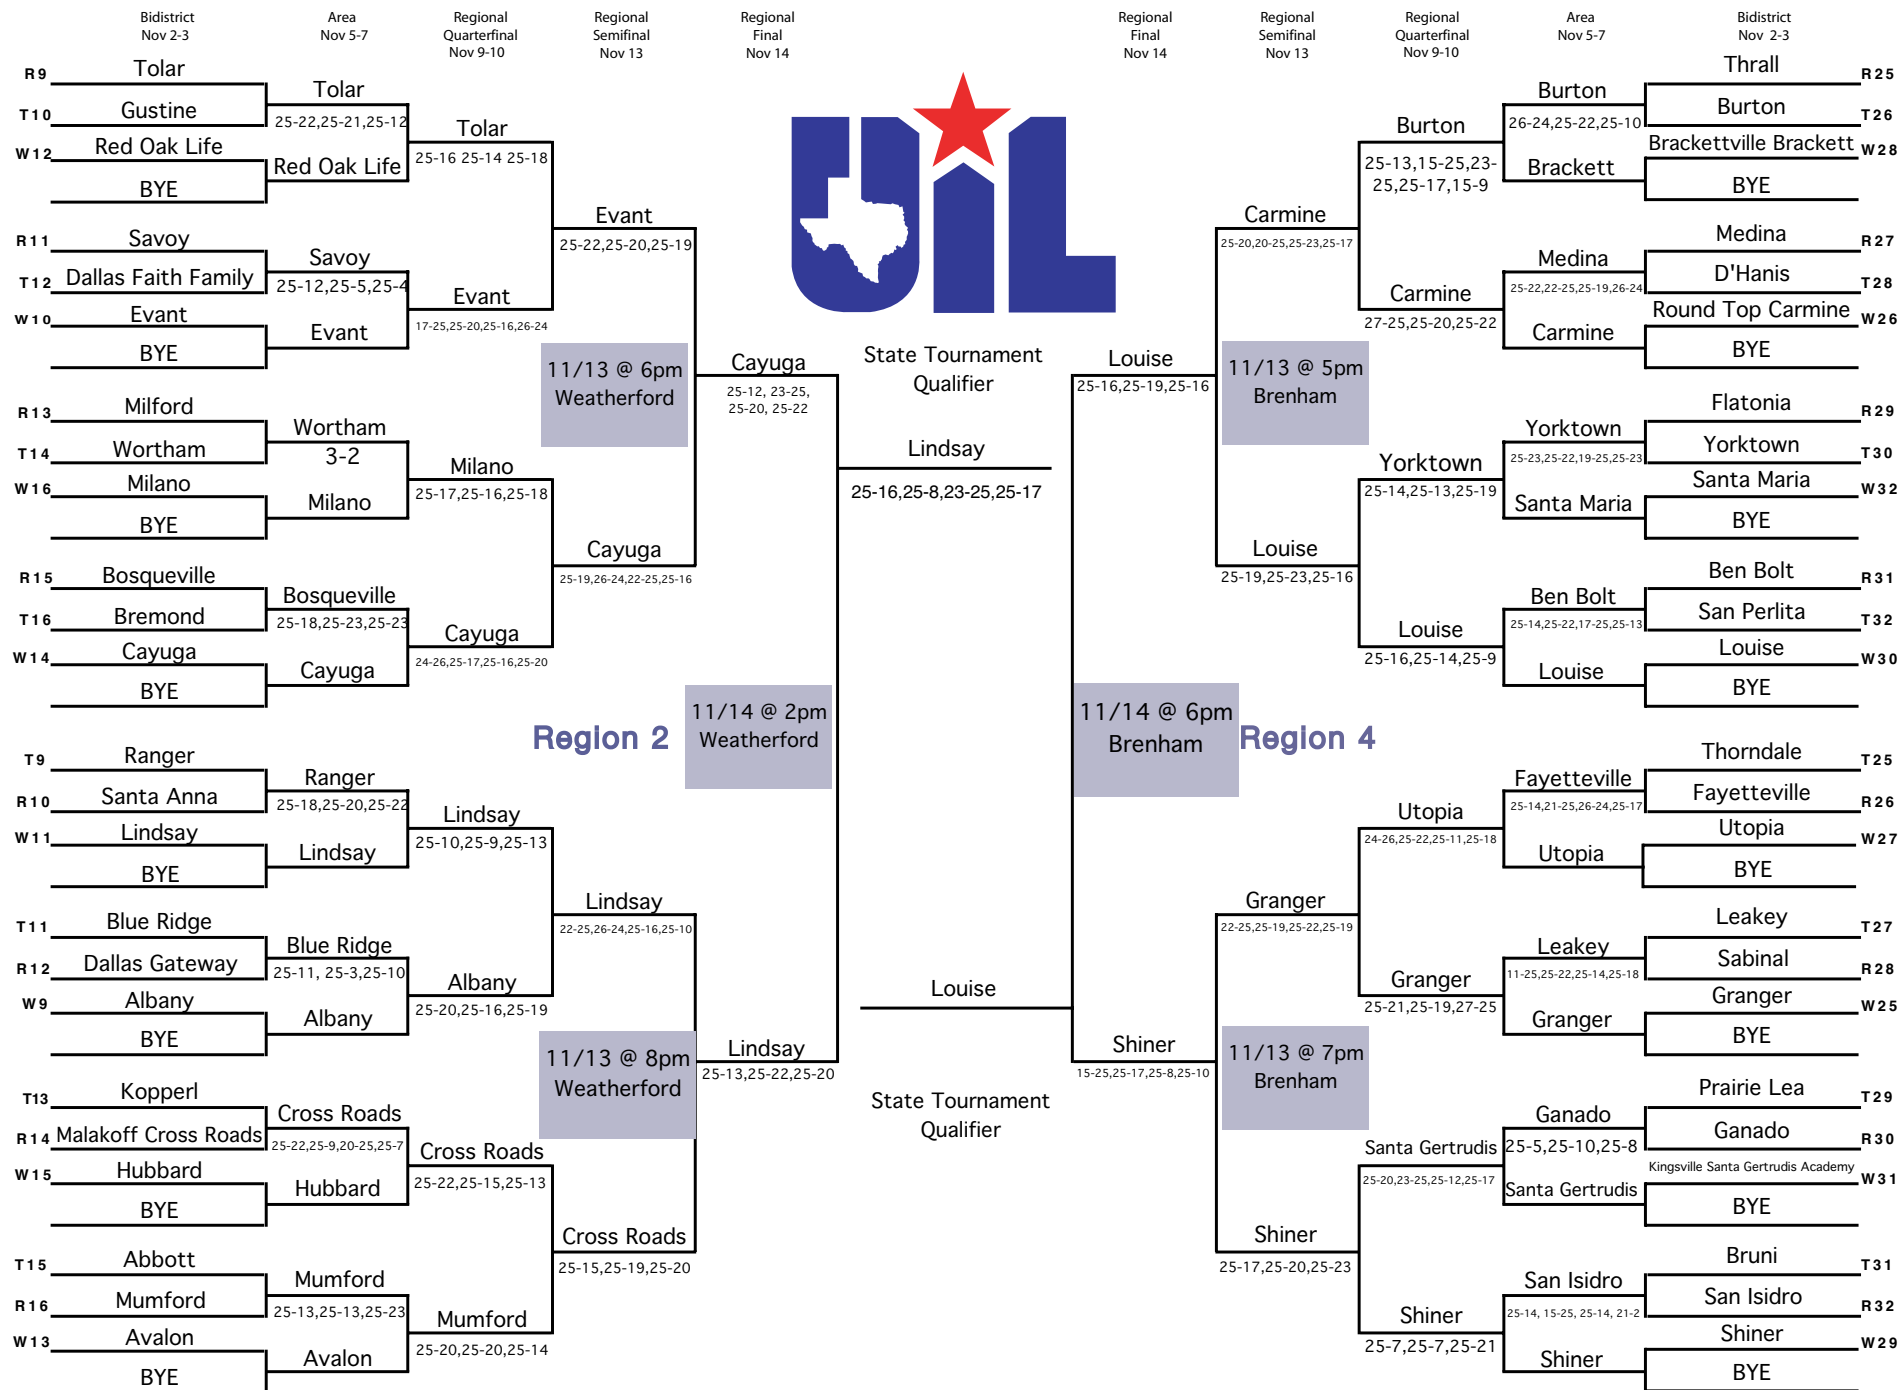 Bidistrict
Nov 2-3
Area
Nov 5-7
Regional
Quarterfinal
Nov 9-10
Regional
Semifinal
Nov 13
Regional
Final
Nov 14
Regional
Final
Nov 14
Regional
Semifinal
Nov 13
Regional
Quarterfinal
Nov 9-10
Area
Nov 5-7
Bidistrict
Nov 2-3
UIL
R9 Tolar
T10 Gustine
W12 Red Oak Life
BYE
R11 Savoy
T12 Dallas Faith Family
W10 Evant
BYE
R13 Milford
T14 Wortham
W16 Milano
BYE
R15 Bosqueville
T16 Bremond
W14 Cayuga
BYE
T9 Ranger
R10 Santa Anna
W11 Lindsay
BYE
T11 Blue Ridge
R12 Dallas Gateway
W9 Albany
BYE
T13 Kopperl
R14 Malakoff Cross Roads
W15 Hubbard
BYE
T15 Abbott
R16 Mumford
W13 Avalon
BYE
Tolar
25-22,25-21,25-12
Red Oak Life
Savoy
25-12,25-5,25-4
Evant
Wortham
3-2
Milano
Bosqueville
25-18,25-23,25-23
Cayuga
Ranger
25-18,25-20,25-22
Lindsay
Blue Ridge
25-11, 25-3,25-10
Albany
Cross Roads
25-22,25-9,20-25,25-7
Hubbard
Mumford
25-13,25-13,25-23
Avalon
Tolar
25-16 25-14 25-18
Evant
17-25,25-20,25-16,26-24
Milano
25-17,25-16,25-18
Cayuga
24-26,25-17,25-16,25-20
Lindsay
25-10,25-9,25-13
Albany
25-20,25-16,25-19
Cross Roads
25-22,25-15,25-13
Mumford
25-20,25-20,25-14
Evant
25-22,25-20,25-19
11/13 @ 6pm
Weatherford
Cayuga
25-19,26-24,22-25,25-16
Region 2
Lindsay
22-25,26-24,25-16,25-10
11/13 @ 8pm
Weatherford
Cross Roads
25-15,25-19,25-20
Cayuga
25-12, 23-25,
25-20, 25-22
11/14 @ 2pm
Weatherford
Lindsay
25-13,25-22,25-20
State Tournament
Qualifier
Lindsay
25-16,25-8,23-25,25-17
Louise
State Tournament
Qualifier
Louise
25-16,25-19,25-16
11/14 @ 6pm
Brenham
Shiner
15-25,25-17,25-8,25-10
Carmine
25-20,20-25,25-23,25-17
11/13 @ 5pm
Brenham
Louise
25-19,25-23,25-16
Region 4
Granger
22-25,25-19,25-22,25-19
11/13 @ 7pm
Brenham
Shiner
25-17,25-20,25-23
Burton
25-13,15-25,23-
25,25-17,15-9
Carmine
27-25,25-20,25-22
Yorktown
25-14,25-13,25-19
Louise
25-16,25-14,25-9
Utopia
24-26,25-22,25-11,25-18
Granger
25-21,25-19,27-25
Santa Gertrudis
25-20,23-25,25-12,25-17
Shiner
25-7,25-7,25-21
Burton
26-24,25-22,25-10
Brackett
Medina
25-22,22-25,25-19,26-24
Carmine
Yorktown
25-23,25-22,19-25,25-23
Santa Maria
Ben Bolt
25-14,25-22,17-25,25-13
Louise
Fayetteville
25-14,21-25,26-24,25-17
Utopia
Leakey
11-25,25-22,25-14,25-18
Granger
Ganado
25-5,25-10,25-8
Santa Gertrudis
San Isidro
25-14, 15-25, 25-14, 21-2
Shiner
Thrall R25
Burton T26
Brackettville Brackett W28
BYE
Medina R27
D'Hanis T28
Round Top Carmine W26
BYE
Flatonia R29
Yorktown T30
Santa Maria W32
BYE
Ben Bolt R31
San Perlita T32
Louise W30
BYE
Thorndale T25
Fayetteville R26
Utopia W27
BYE
Leakey T27
Sabinal R28
Granger W25
BYE
Prairie Lea T29
Ganado R30
Kingsville Santa Gertrudis Academy W31
BYE
Bruni T31
San Isidro R32
Shiner W29
BYE